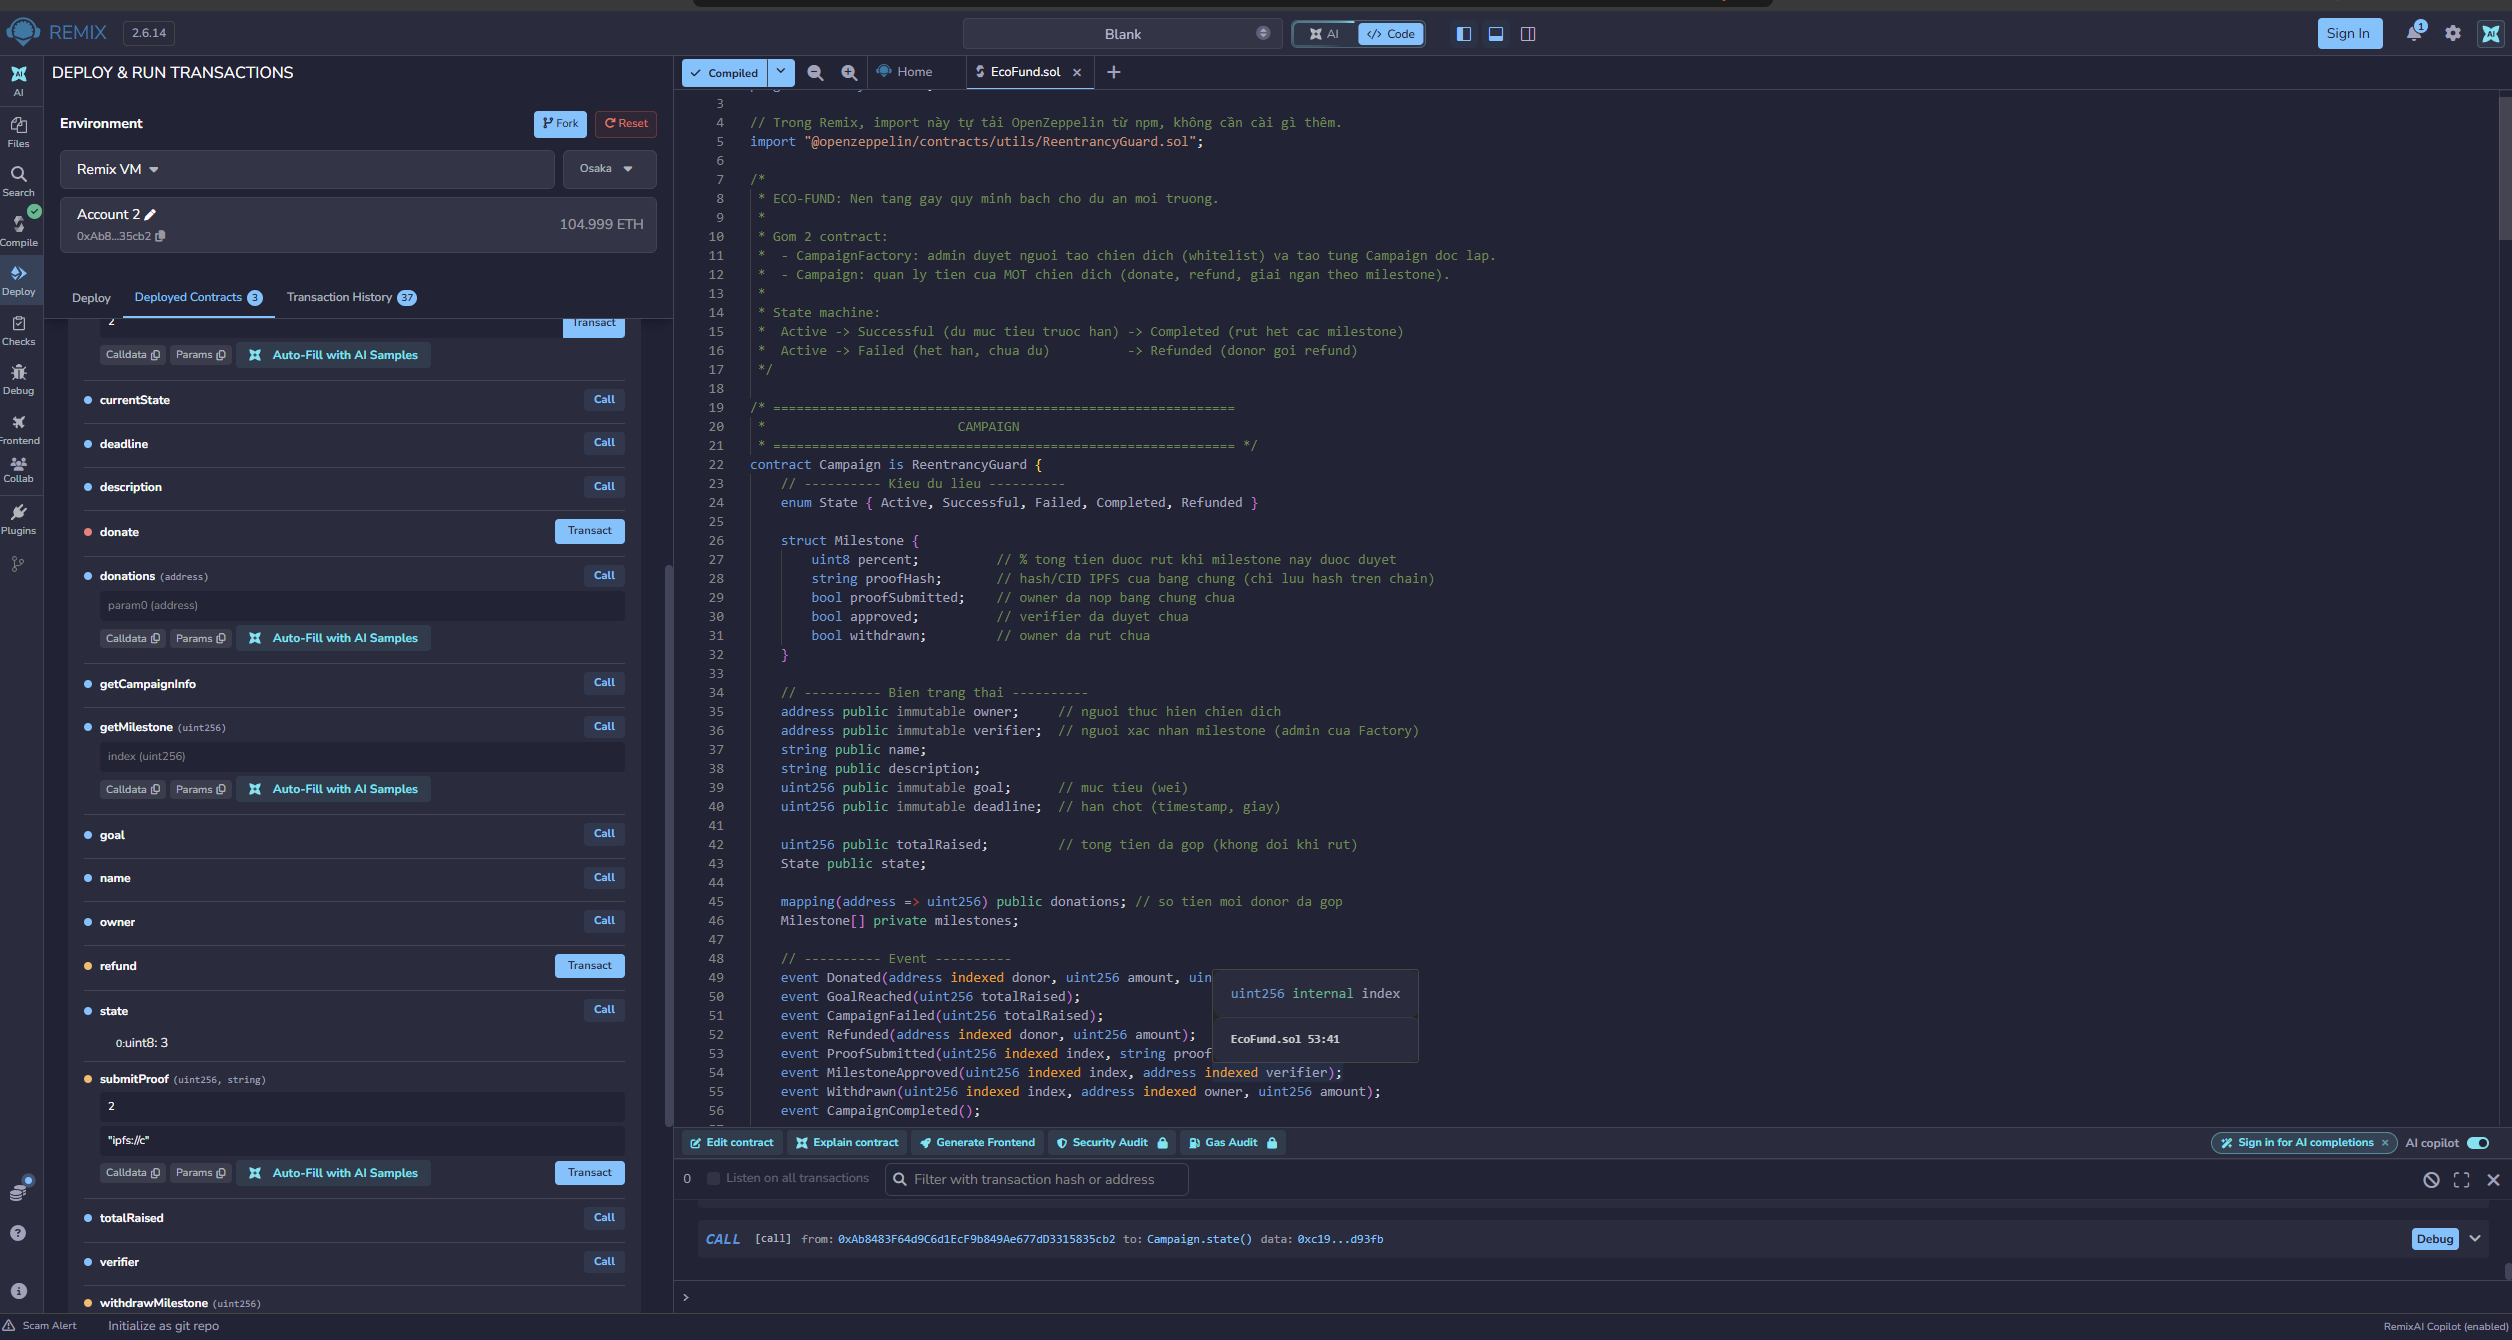 REMIX
2.6.14
Blank
AI
Code
Sign In
1
AI
AI
Files
Search
Compile
Deploy
Checks
Debug
Frontend
Collab
Plugins
DEPLOY & RUN TRANSACTIONS
Environment
Fork
Reset
Remix VM
Osaka
Account 2
0xAb8...35cb2
104.999 ETH
Deploy
Deployed Contracts 3
Transaction History 37
2
Transact
Calldata
Params
Auto-Fill with AI Samples
currentState
Call
deadline
Call
description
Call
donate
Transact
donations (address)
Call
param0 (address)
Calldata
Params
Auto-Fill with AI Samples
getCampaignInfo
Call
getMilestone (uint256)
Call
index (uint256)
Calldata
Params
Auto-Fill with AI Samples
goal
Call
name
Call
owner
Call
refund
Transact
state
Call
0:uint8: 3
submitProof (uint256, string)
2
"ipfs://c"
Calldata
Params
Auto-Fill with AI Samples
Transact
totalRaised
Call
verifier
Call
withdrawMilestone (uint256)
Compiled
Home
EcoFund.sol
3
4 // Trong Remix, import này tự tải OpenZeppelin từ npm, không cần cài gì thêm.
5 import "@openzeppelin/contracts/utils/ReentrancyGuard.sol";
6
7 /*
8 * ECO-FUND: Nen tang gay quy minh bach cho du an moi truong.
9 *
10 * Gom 2 contract:
11 * - CampaignFactory: admin duyet nguoi tao chien dich (whitelist) va tao tung Campaign doc lap.
12 * - Campaign: quan ly tien cua MOT chien dich (donate, refund, giai ngan theo milestone).
13 *
14 * State machine:
15 * Active -> Successful (du muc tieu truoc han) -> Completed (rut het cac milestone)
16 * Active -> Failed (het han, chua du) -> Refunded (donor goi refund)
17 */
18
19 /* ============================================================
20 * CAMPAIGN
21 * ============================================================ */
22 contract Campaign is ReentrancyGuard {
23 // ---------- Kieu du lieu ----------
24 enum State { Active, Successful, Failed, Completed, Refunded }
25
26 struct Milestone {
27 uint8 percent; // % tong tien duoc rut khi milestone nay duoc duyet
28 string proofHash; // hash/CID IPFS cua bang chung (chi luu hash tren chain)
29 bool proofSubmitted; // owner da nop bang chung chua
30 bool approved; // verifier da duyet chua
31 bool withdrawn; // owner da rut chua
32 }
33
34 // ---------- Bien trang thai ----------
35 address public immutable owner; // nguoi thuc hien chien dich
36 address public immutable verifier; // nguoi xac nhan milestone (admin cua Factory)
37 string public name;
38 string public description;
39 uint256 public immutable goal; // muc tieu (wei)
40 uint256 public immutable deadline; // han chot (timestamp, giay)
41
42 uint256 public totalRaised; // tong tien da gop (khong doi khi rut)
43 State public state;
44
45 mapping(address => uint256) public donations; // so tien moi donor da gop
46 Milestone[] private milestones;
47
48 // ---------- Event ----------
49 event Donated(address indexed donor, uint256 amount, uin
50 event GoalReached(uint256 totalRaised);
51 event CampaignFailed(uint256 totalRaised);
52 event Refunded(address indexed donor, uint256 amount);
53 event ProofSubmitted(uint256 indexed index, string proof
54 event MilestoneApproved(uint256 indexed index, address indexed verifier);
55 event Withdrawn(uint256 indexed index, address indexed owner, uint256 amount);
56 event CampaignCompleted();
uint256 internal index
EcoFund.sol 53:41
Edit contract
Explain contract
Generate Frontend
Security Audit
Gas Audit
Sign in for AI completions ×
AI copilot
0
Listen on all transactions
Filter with transaction hash or address
CALL [call] from: 0xAb8483F64d9C6d1EcF9b849Ae677dD3315835cb2 to: Campaign.state() data: 0xc19...d93fb
Debug
>
Scam Alert
Initialize as git repo
RemixAI Copilot (enabled)